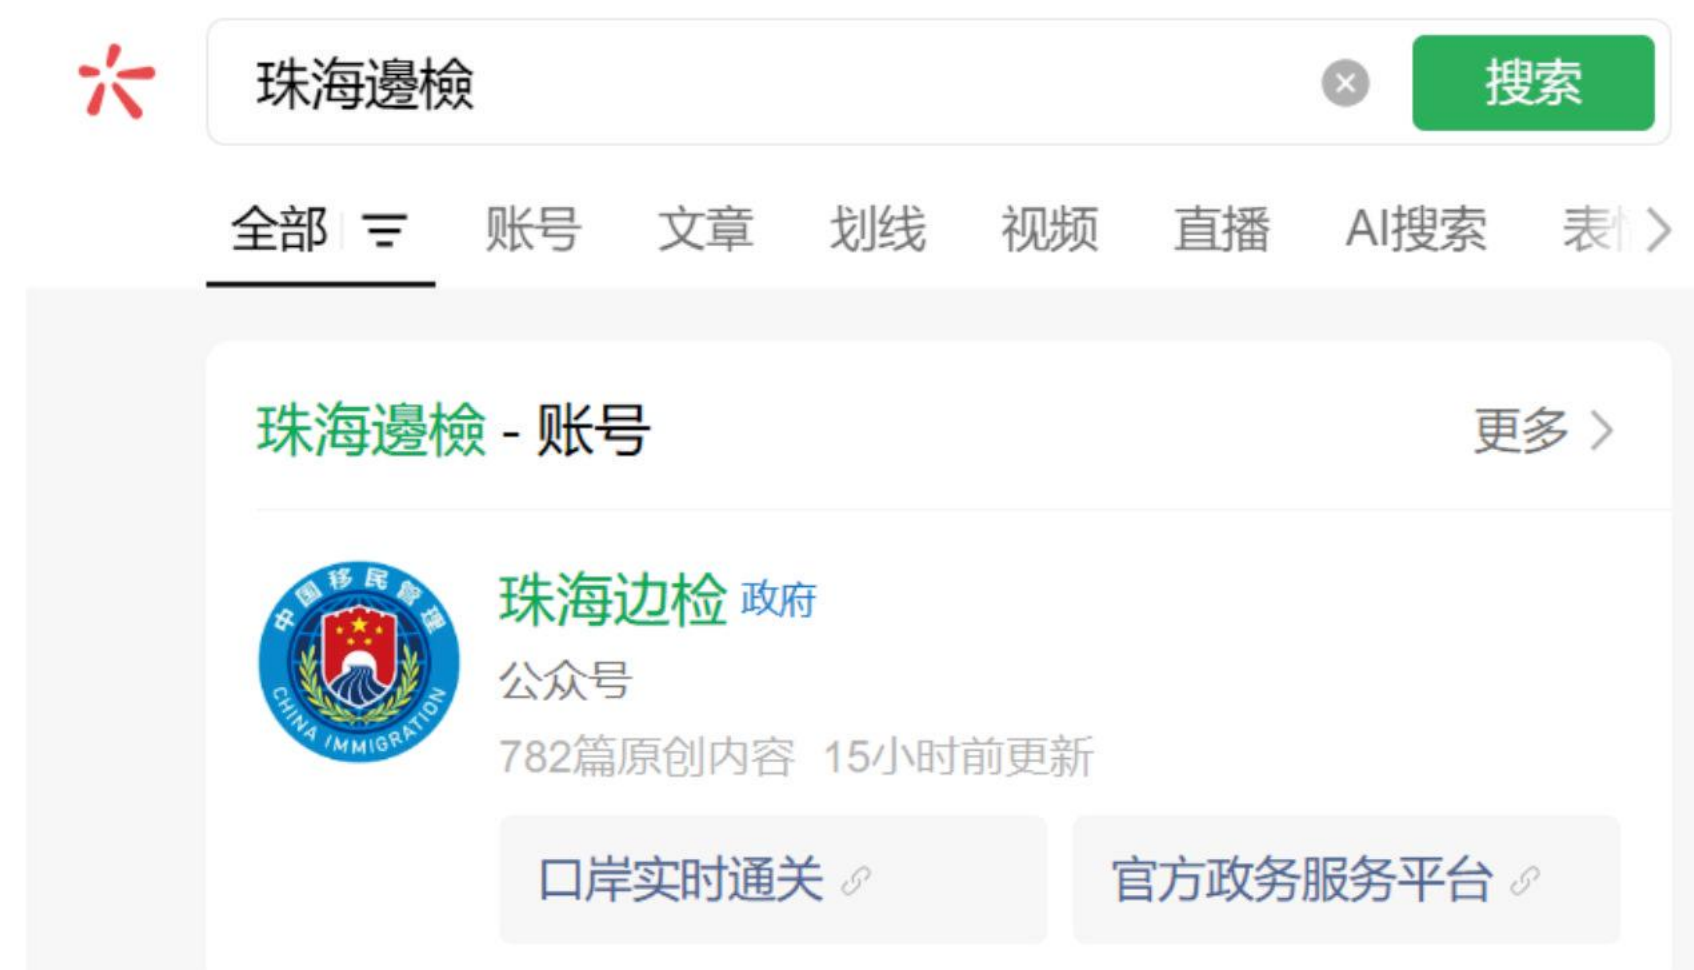 珠海邊檢 搜索
全部 账号 文章 划线 视频 直播 AI搜索 表
珠海邊檢 - 账号 更多
中国移民管理
CHINA IMMIGRATION
珠海边检 政府
公众号
782篇原创内容 15小时前更新
口岸实时通关 官方政务服务平台